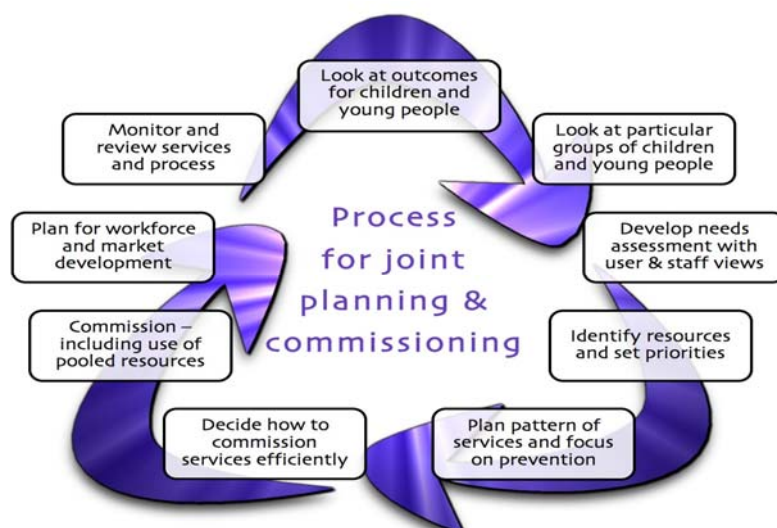 Look at outcomes
for children and
young people
Look at particular
groups of children
and young people
Develop needs
assessment with
user & staff views
Identify resources
and set priorities
Plan pattern of
services and focus
on prevention
Decide how to
commission
services efficiently
Commission –
including use of
pooled resources
Plan for workforce
and market
development
Monitor and
review services
and process
Process
for joint
planning &
commissioning